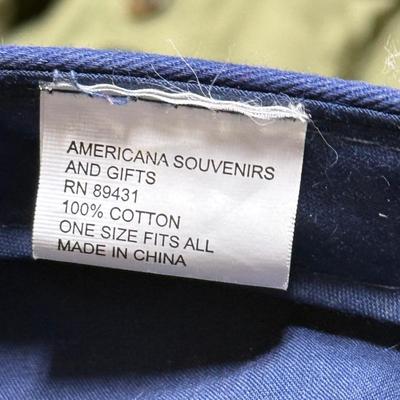 AMERICANA SOUVENIRS
AND GIFTS
RN 89431
100% COTTON
ONE SIZE FITS ALL
MADE IN CHINA